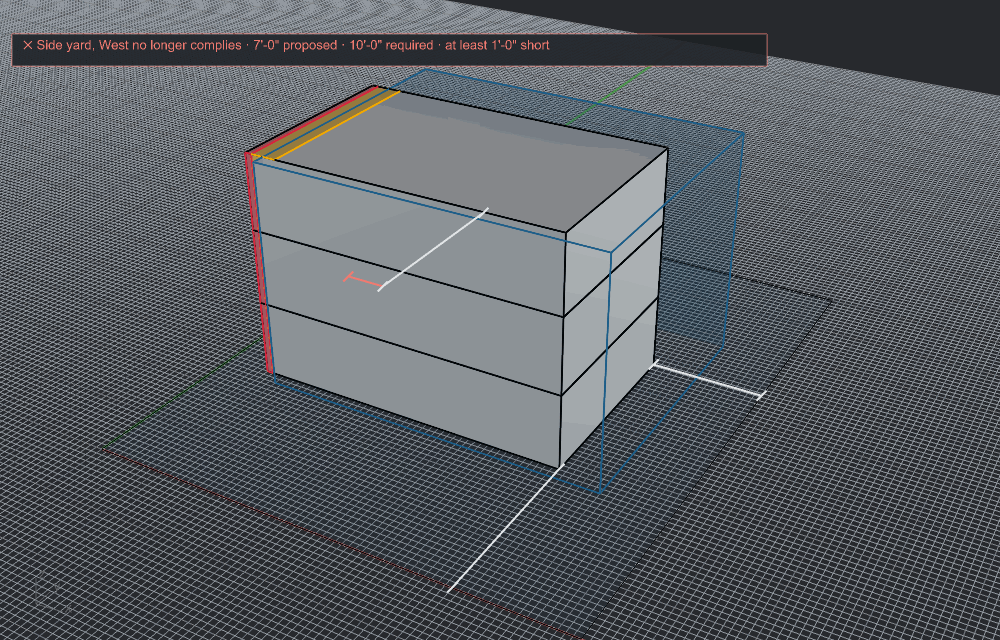 × Side yard, West no longer complies · 7'-0" proposed · 10'-0" required · at least 1'-0" short